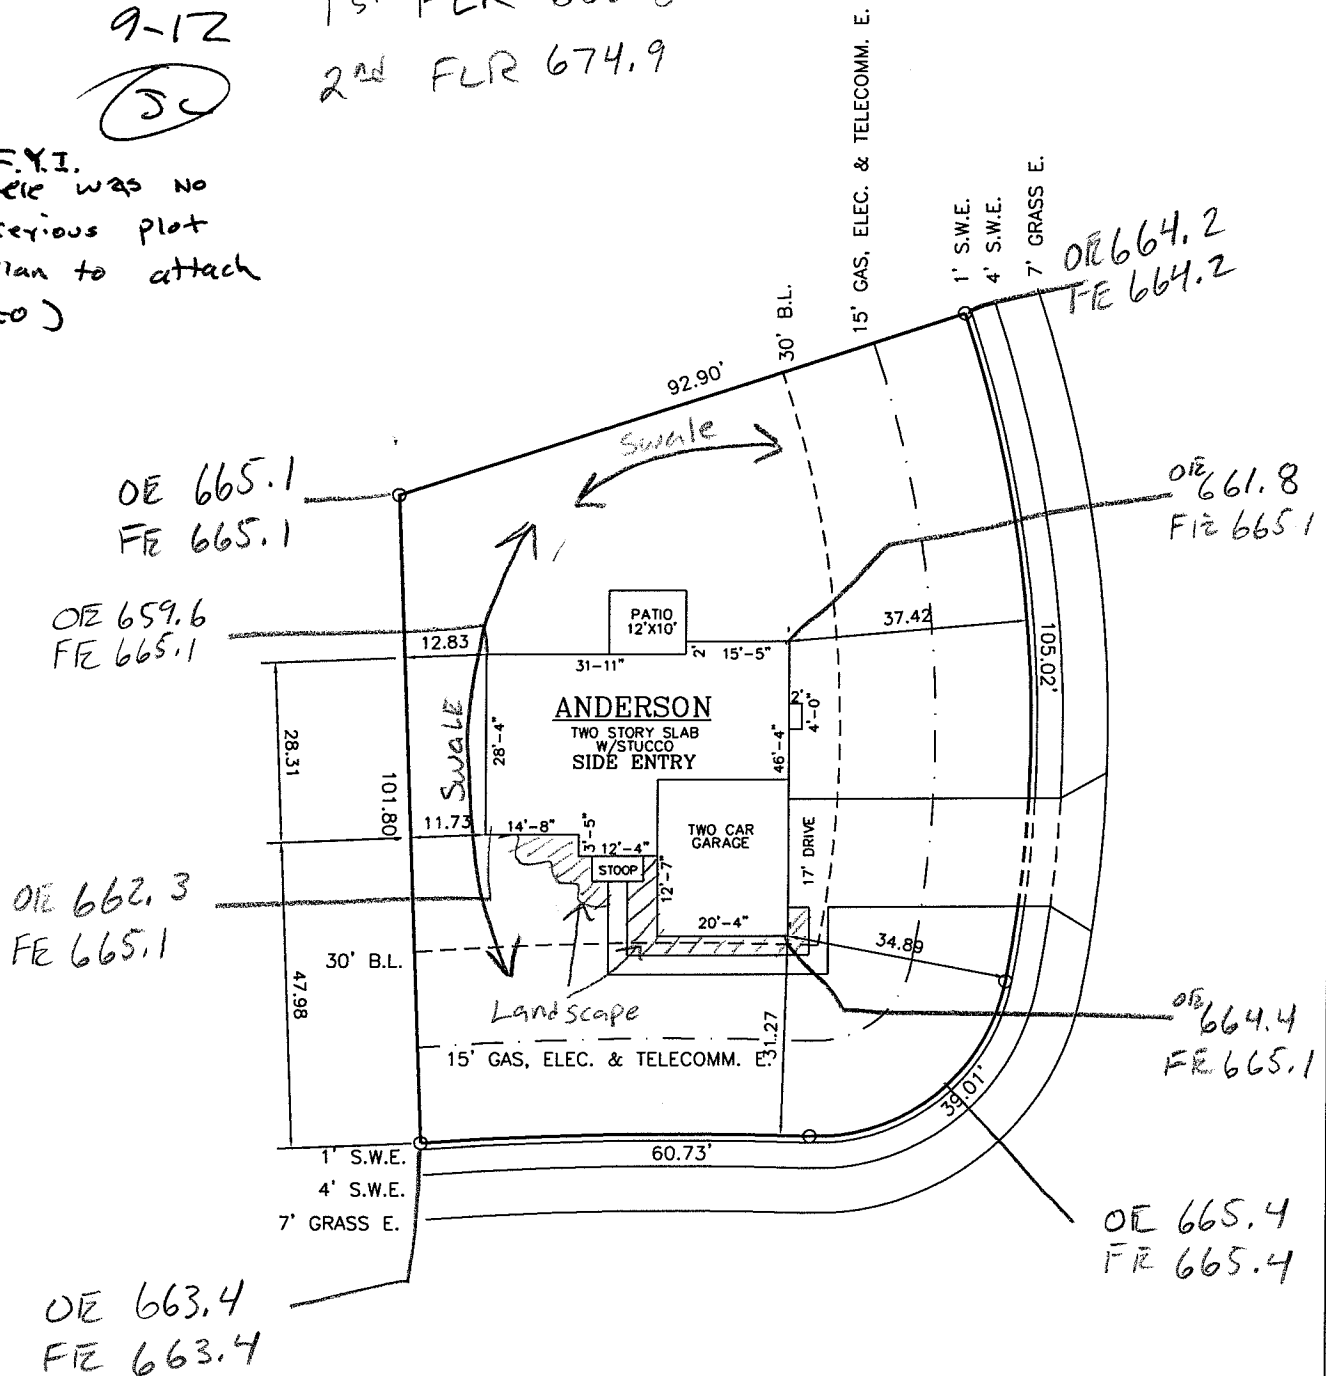 9-12
1st FLR
2nd FLR 674.9
JC
F.Y.I.
was no
plot
to attach
to)
15' GAS, ELEC. & TELECOMM. E.
1' S.W.E.
4' S.W.E.
7' GRASS E.
OE 664.2
FE 664.2
30' B.L.
92.90'
Swale
OE 665.1
FE 665.1
OE 661.8
FE 665.1
OE 659.6
FE 665.1
PATIO
12'X10'
37.42
12.83
31-11"
2'
15'-5"
105.02'
ANDERSON
TWO STORY SLAB
W/STUCCO
SIDE ENTRY
2'
4'-0"
28'-4"
46'-4"
28.31
Swale
101.80
11.73
14'-8"
3'-5"
12'-4"
STOOP
TWO CAR
GARAGE
17' DRIVE
12'-7"
OE 662.3
FE 665.1
20'-4"
34.89
30' B.L.
47.98
Landscape
31.27
OE 664.4
FE 665.1
15' GAS, ELEC. & TELECOMM. E.
39.01'
60.73'
1' S.W.E.
4' S.W.E.
7' GRASS E.
OE 665.4
FE 665.4
OE 663.4
FE 663.4